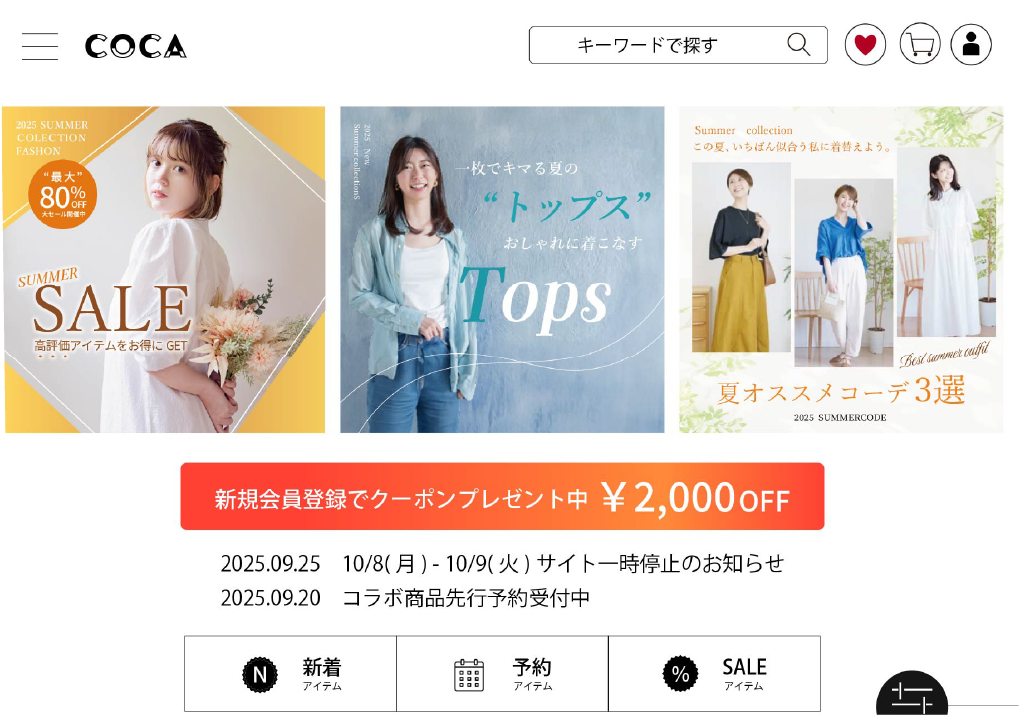 COCA
キーワードで探す
2025 SUMMER
COLECTION
FASHON
“最大”
80%OFF
大セール開催中
SUMMER
SALE
高評価アイテムをお得に GET
2025 New
Summer collectionS
一枚でキマる夏の
“トップス”
おしゃれに着こなす
Tops
Summer collection
この夏、いちばん似合う私に着替えよう。
Best summer outfit
夏オススメコーデ3選
2025 SUMMERCODE
新規会員登録でクーポンプレゼント中 ¥2,000OFF
2025.09.25 10/8(月) - 10/9(火)サイト一時停止のお知らせ
2025.09.20 コラボ商品先行予約受付中
N 新着
アイテム
予約
アイテム
% SALE
アイテム